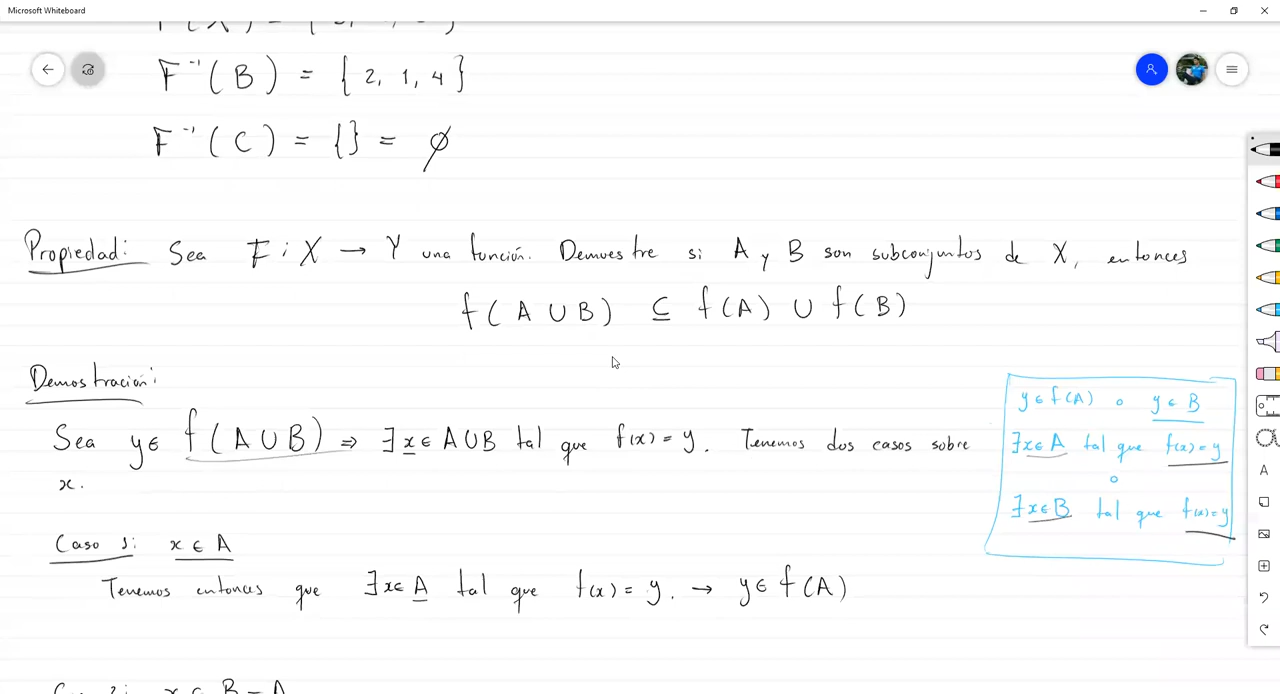 Microsoft Whiteboard
F⁻¹(B) = {2, 1, 4}
F⁻¹(C) = {} = ∅
Propiedad: Sea F: X → Y una función. Demuestre si A y B son subconjuntos de X, entonces
f(A ∪ B) ⊆ f(A) ∪ f(B)
Demostración:
Sea y ∈ f(A ∪ B) ⇒ ∃ x ∈ A ∪ B tal que f(x) = y. Tenemos dos casos sobre
x.
y ∈ f(A) o y ∈ B
∃ x ∈ A tal que f(x) = y
o
∃ x ∈ B tal que f(x) = y
Caso 1: x ∈ A
Tenemos entonces que ∃ x ∈ A tal que f(x) = y. → y ∈ f(A)
x ∈ B - A